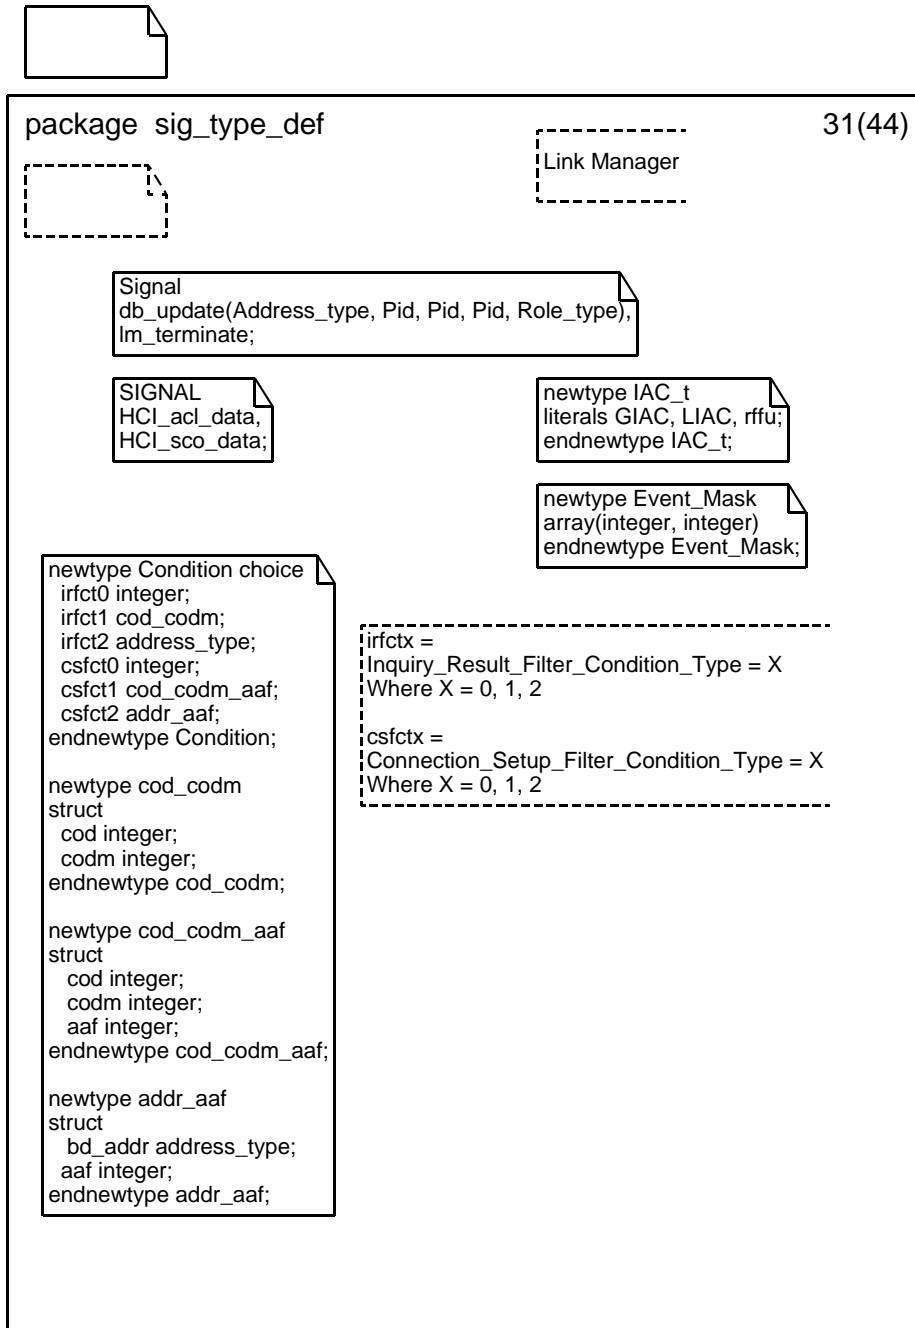 package sig_type_def
31(44)
Link Manager
Signal
db_update(Address_type, Pid, Pid, Pid, Role_type),
lm_terminate;
SIGNAL
HCI_acl_data,
HCI_sco_data;
newtype IAC_t
literals GIAC, LIAC, rffu;
endnewtype IAC_t;
newtype Event_Mask
array(integer, integer)
endnewtype Event_Mask;
newtype Condition choice
irfct0 integer;
irfct1 cod_codm;
irfct2 address_type;
csfct0 integer;
csfct1 cod_codm_aaf;
csfct2 addr_aaf;
endnewtype Condition;
newtype cod_codm
struct
cod integer;
codm integer;
endnewtype cod_codm;
newtype cod_codm_aaf
struct
cod integer;
codm integer;
aaf integer;
endnewtype cod_codm_aaf;
newtype addr_aaf
struct
bd_addr address_type;
aaf integer;
endnewtype addr_aaf;
irfctx =
Inquiry_Result_Filter_Condition_Type = X
Where X = 0, 1, 2
csfctx =
Connection_Setup_Filter_Condition_Type = X
Where X = 0, 1, 2